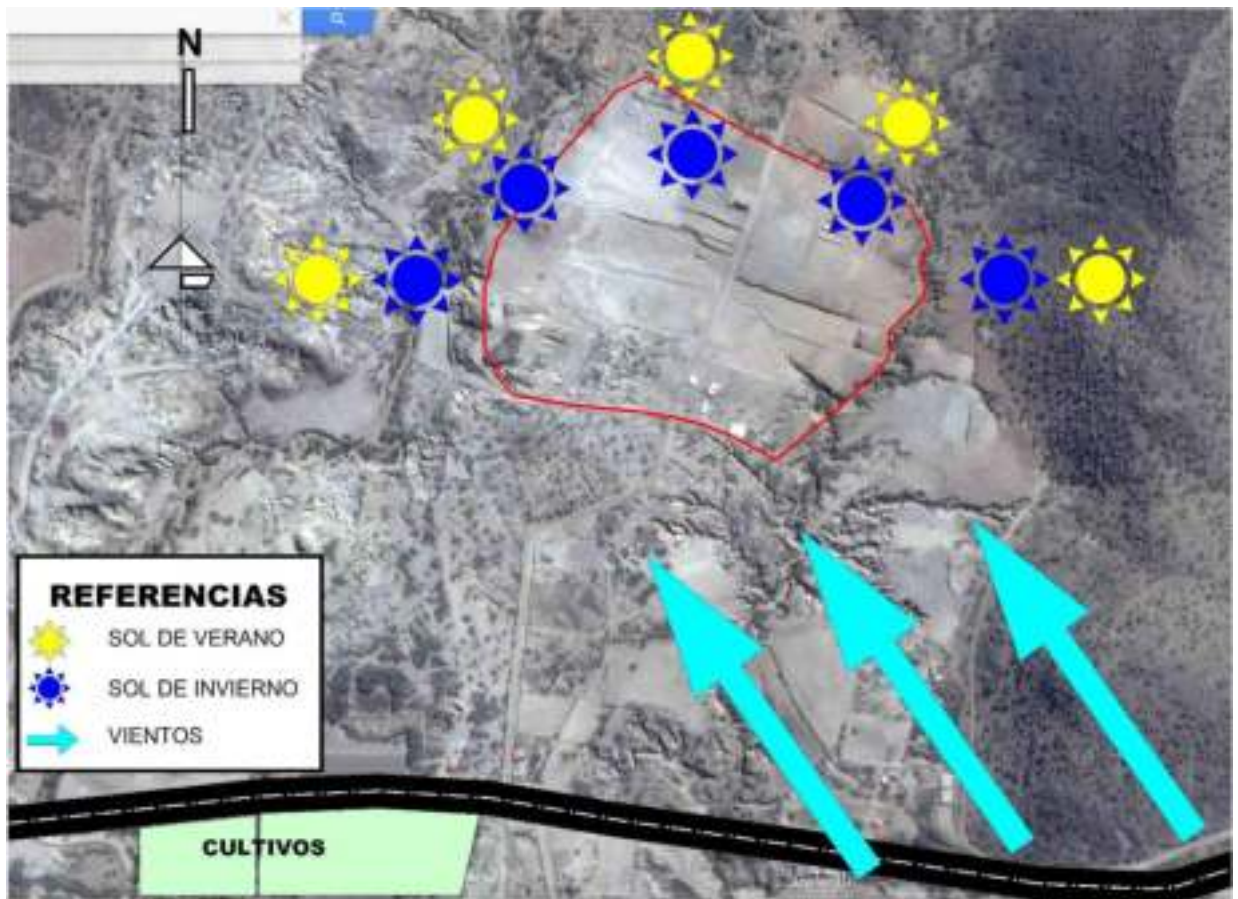 N
REFERENCIAS
SOL DE VERANO
SOL DE INVIERNO
VIENTOS
CULTIVOS